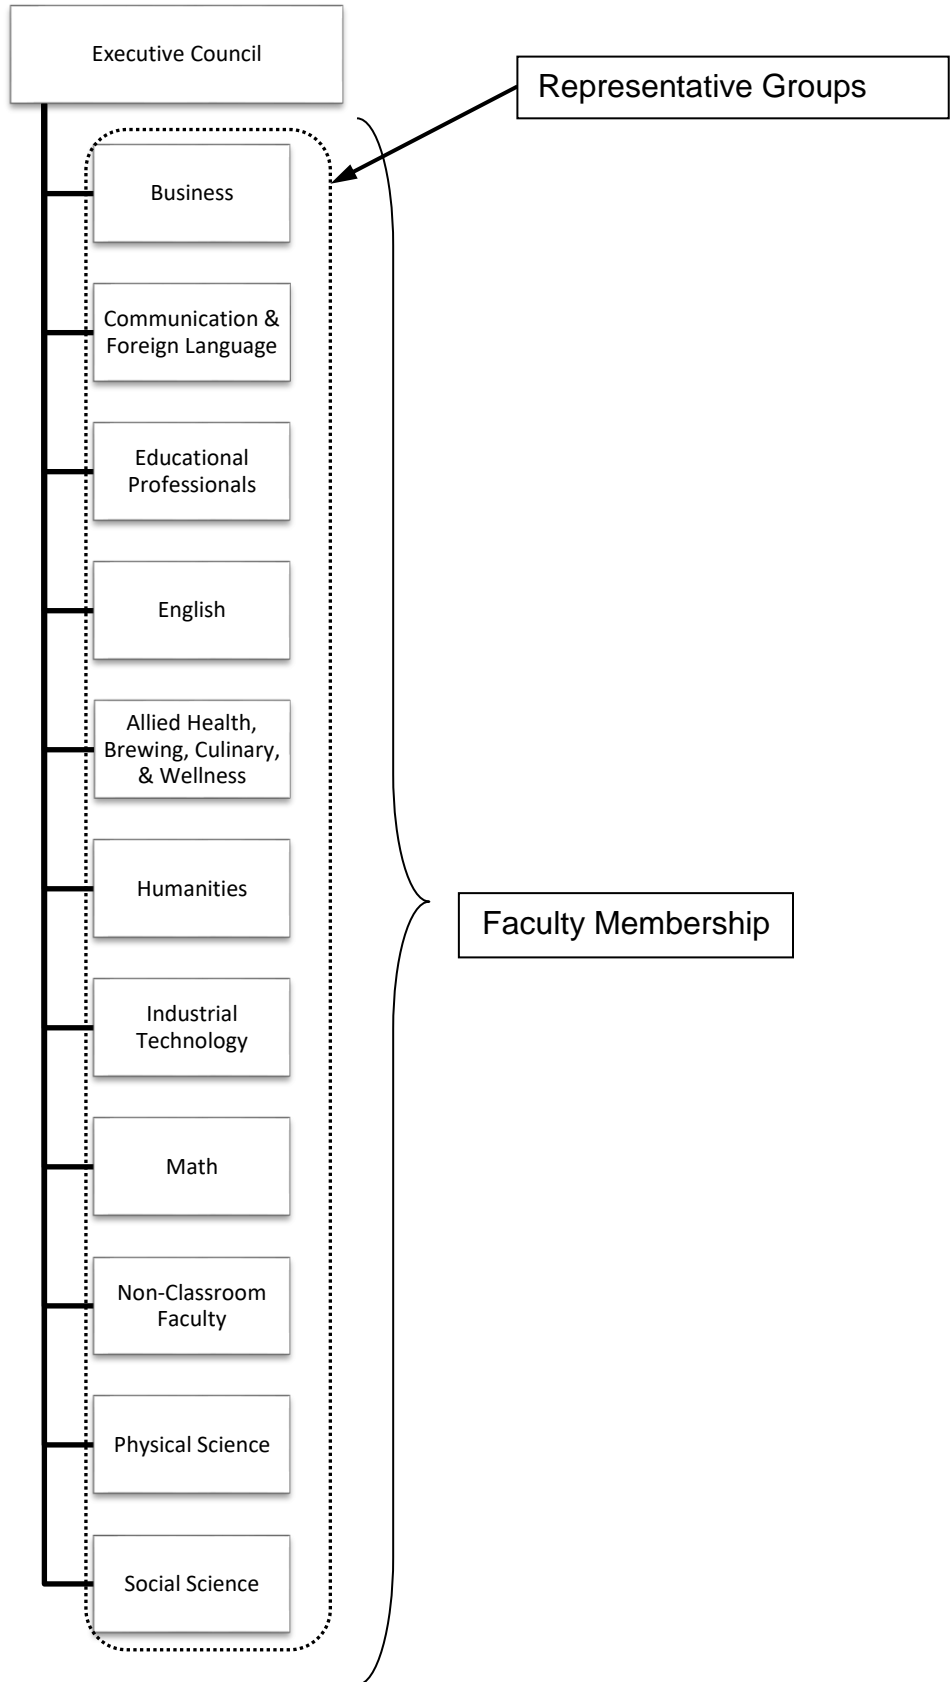 Executive Council
Representative Groups
Business
Communication &
Foreign Language
Educational
Professionals
English
Allied Health,
Brewing, Culinary,
& Wellness
Humanities
Faculty Membership
Industrial
Technology
Math
Non-Classroom
Faculty
Physical Science
Social Science